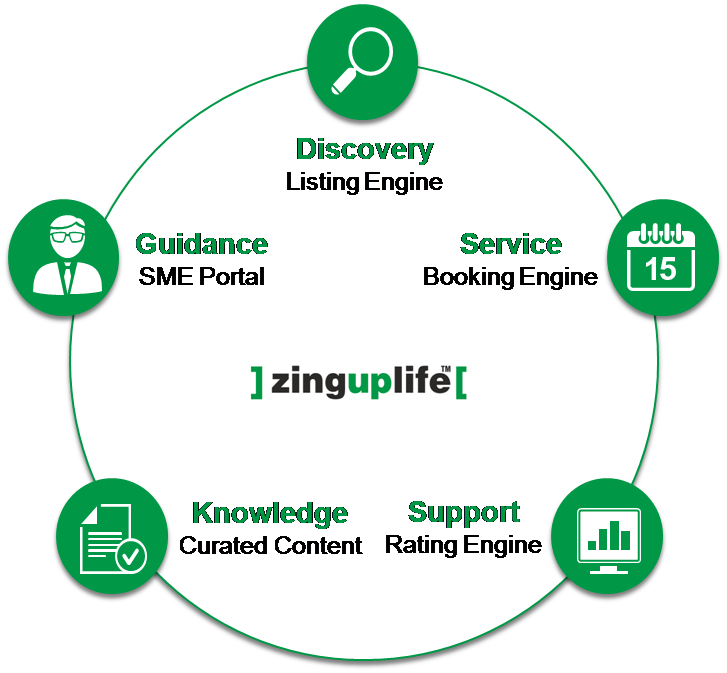 Discovery
Listing Engine
Guidance
SME Portal
Service
Booking Engine
15
]zinguplife™[
Knowledge
Curated Content
Support
Rating Engine